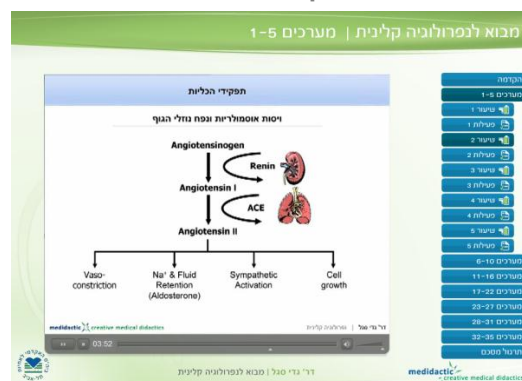 מבוא לנפרולוגיה קלינית | מערכים 1-5
הקדמה
מערכים 1-5
שיעור 1
פעילות 1
שיעור 2
פעילות 2
שיעור 3
פעילות 3
שיעור 4
פעילות 4
שיעור 5
פעילות 5
מערכים 6-10
מערכים 11-16
מערכים 17-22
מערכים 23-27
מערכים 28-31
מערכים 32-35
תרגול מסכם
תפקידי הכליות
ויסות אוסמולריות ונפח נוזלי הגוף
Angiotensinogen
Renin
Angiotensin I
ACE
Angiotensin II
Vaso-
constriction
Na⁺ & Fluid
Retention
(Aldosterone)
Sympathetic
Activation
Cell
growth
medidactic creative medical didactics
דר' גדי סגל | נפרולוגיה קלינית
03:52
דר' גדי סגל | מבוא לנפרולוגיה קלינית
medidactic
creative medical didactics